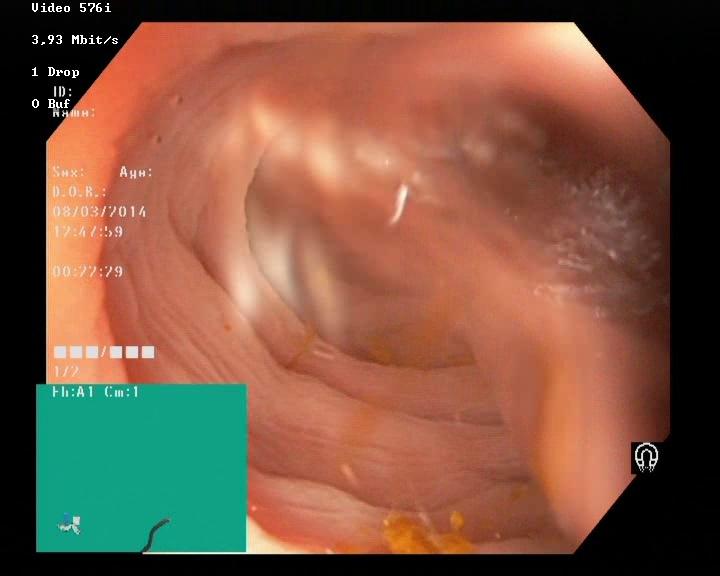 Video 576i
3,93 Mbit/s
1 Drop
0 Buf
ID:
Name:
Sex: Age:
D.O.B.:
08/03/2014
12:47:59
00:22:29
■■■/■■■
1/2
Eh:A1 Cm:1